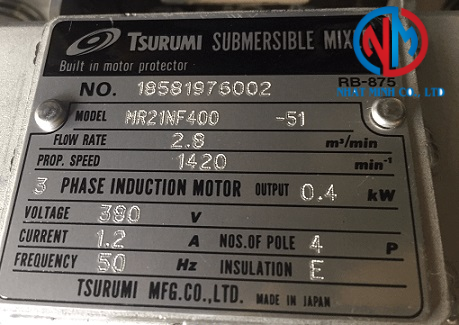 TSURUMI SUBMERSIBLE MIX
Built in motor protector
RB-875
NO. 18581976002
MODEL MR21NF400 -51
FLOW RATE 2.8 m³/min
PROP. SPEED 1420 min⁻¹
3 PHASE INDUCTION MOTOR OUTPUT 0.4 kW
VOLTAGE 380 V
CURRENT 1.2 A NOS.OF POLE 4 P
FREQUENCY 50 Hz INSULATION E
TSURUMI MFG.CO.,LTD. MADE IN JAPAN
NM